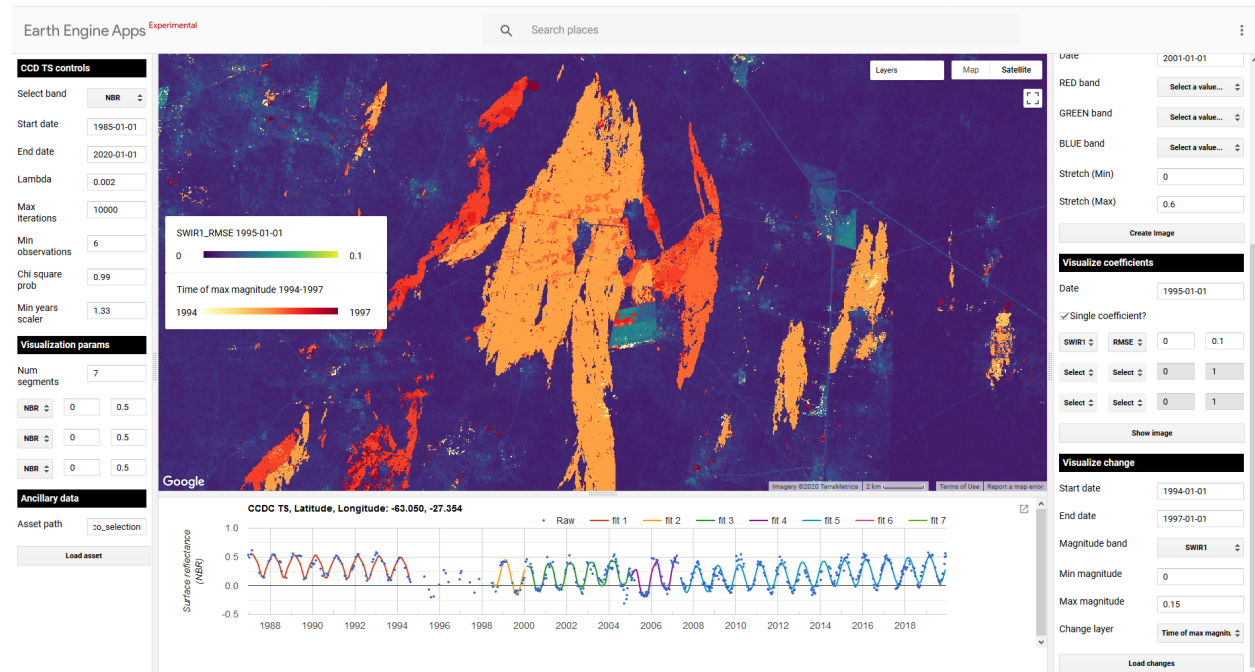 Earth Engine Apps Experimental
Search places
CCD TS controls
Select band
NBR
Start date
1985-01-01
End date
2020-01-01
Lambda
0.002
Max
iterations
10000
Min
observations
6
Chi square
prob
0.99
Min years
scaler
1.33
Visualization params
Num
segments
7
NBR 0 0.5
NBR 0 0.5
NBR 0 0.5
Ancillary data
Asset path
co_selection
Load asset
Layers
Map Satellite
SWIR1_RMSE 1995-01-01
0 0.1
Time of max magnitude 1994-1997
1994 1997
Google
Imagery ©2020 TerraMetrics 2 km Terms of Use Report a map error
CCDC TS, Latitude, Longitude: -63.050, -27.354
Raw fit 1 fit 2 fit 3 fit 4 fit 5 fit 6 fit 7
Surface reflectance
(NBR)
1.0
0.5
0.0
-0.5
1988 1990 1992 1994 1996 1998 2000 2002 2004 2006 2008 2010 2012 2014 2016 2018
Date
2001-01-01
RED band
Select a value...
GREEN band
Select a value...
BLUE band
Select a value...
Stretch (Min)
0
Stretch (Max)
0.6
Create Image
Visualize coefficients
Date
1995-01-01
Single coefficient?
SWIR1 RMSE 0 0.1
Select Select 0 1
Select Select 0 1
Show image
Visualize change
Start date
1994-01-01
End date
1997-01-01
Magnitude band
SWIR1
Min magnitude
0
Max magnitude
0.15
Change layer
Time of max magnitu
Load changes